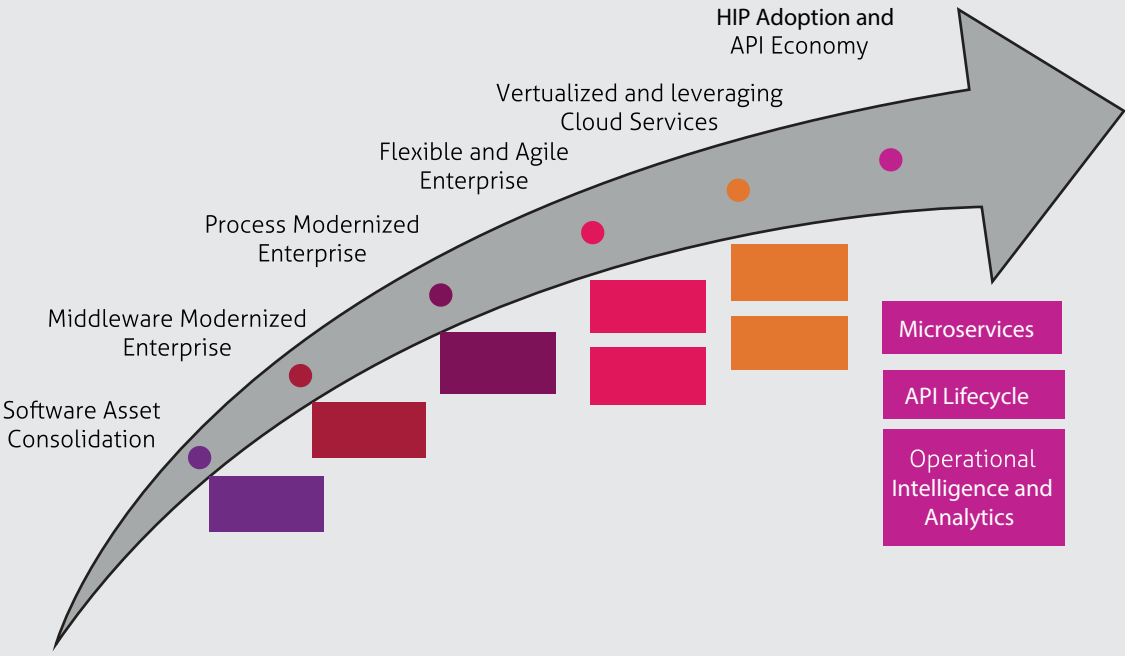 HIP Adoption and
API Economy
Vertualized and leveraging
Cloud Services
Flexible and Agile
Enterprise
Process Modernized
Enterprise
Middleware Modernized
Enterprise
Software Asset
Consolidation
Microservices
API Lifecycle
Operational
Intelligence and
Analytics